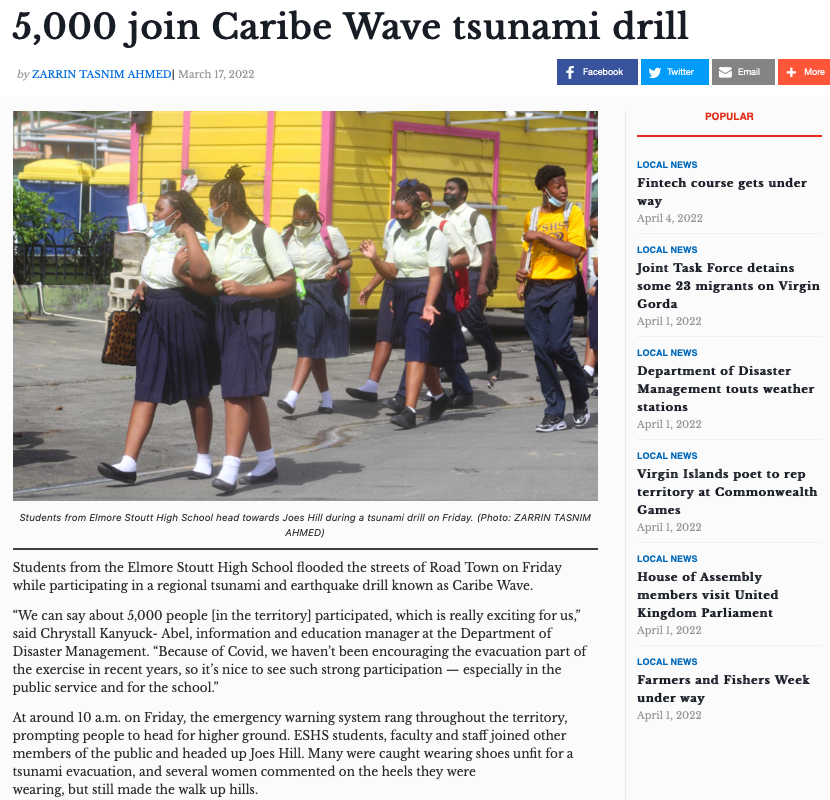 5,000 join Caribe Wave tsunami drill
by ZARRIN TASNIM AHMED| March 17, 2022
Facebook
Twitter
Email
More
SHS
Students from Elmore Stoutt High School head towards Joes Hill during a tsunami drill on Friday. (Photo: ZARRIN TASNIM
AHMED)
Students from the Elmore Stoutt High School flooded the streets of Road Town on Friday
while participating in a regional tsunami and earthquake drill known as Caribe Wave.
“We can say about 5,000 people [in the territory] participated, which is really exciting for us,”
said Chrystall Kanyuck- Abel, information and education manager at the Department of
Disaster Management. “Because of Covid, we haven’t been encouraging the evacuation part of
the exercise in recent years, so it’s nice to see such strong participation — especially in the
public service and for the school.”
At around 10 a.m. on Friday, the emergency warning system rang throughout the territory,
prompting people to head for higher ground. ESHS students, faculty and staff joined other
members of the public and headed up Joes Hill. Many were caught wearing shoes unfit for a
tsunami evacuation, and several women commented on the heels they were
wearing, but still made the walk up hills.
POPULAR
LOCAL NEWS
Fintech course gets under
way
April 4, 2022
LOCAL NEWS
Joint Task Force detains
some 23 migrants on Virgin
Gorda
April 1, 2022
LOCAL NEWS
Department of Disaster
Management touts weather
stations
April 1, 2022
LOCAL NEWS
Virgin Islands poet to rep
territory at Commonwealth
Games
April 1, 2022
LOCAL NEWS
House of Assembly
members visit United
Kingdom Parliament
April 1, 2022
LOCAL NEWS
Farmers and Fishers Week
under way
April 1, 2022